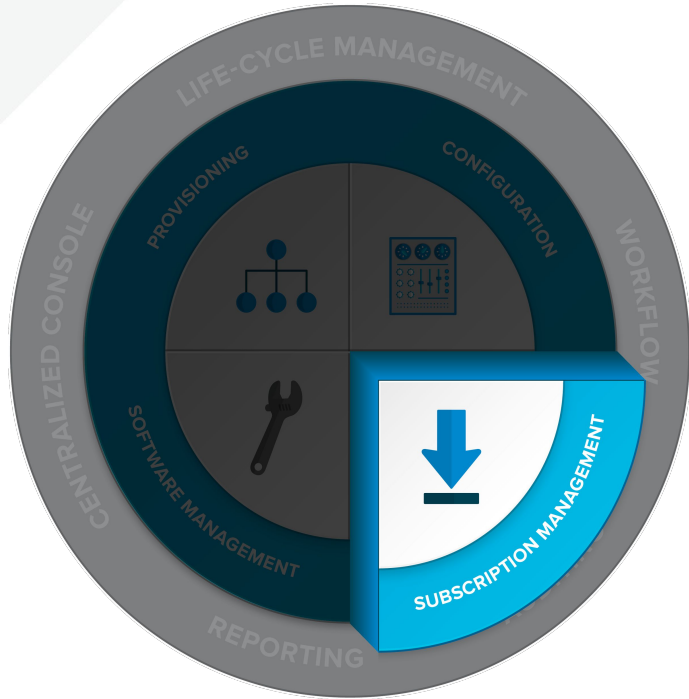 LIFE-CYCLE MANAGEMENT
PROVISIONING
CONFIGURATION
CENTRALIZED CONSOLE
WORKFLOW
SOFTWARE MANAGEMENT
SUBSCRIPTION MANAGEMENT
REPORTING